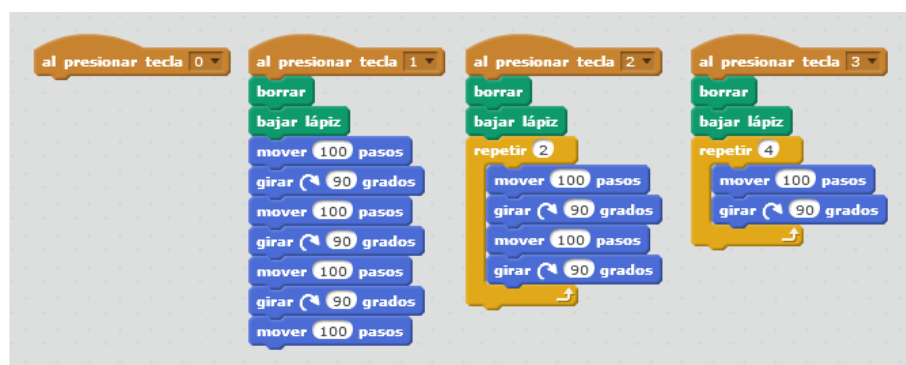 al presionar tecla 0
al presionar tecla 1
borrar
bajar lápiz
mover 100 pasos
girar 90 grados
mover 100 pasos
girar 90 grados
mover 100 pasos
girar 90 grados
mover 100 pasos
al presionar tecla 2
borrar
bajar lápiz
repetir 2
mover 100 pasos
girar 90 grados
mover 100 pasos
girar 90 grados
al presionar tecla 3
borrar
bajar lápiz
repetir 4
mover 100 pasos
girar 90 grados